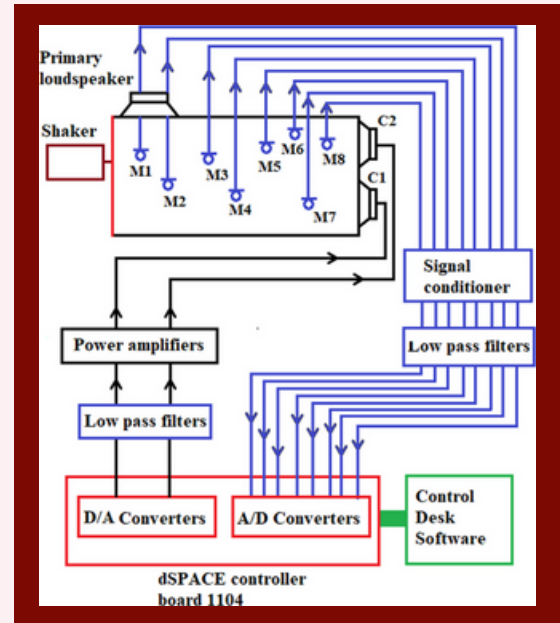 Primary
loudspeaker
Shaker
M1
M2
M3
M4
M5
M6
M7
M8
C2
C1
Signal
conditioner
Power amplifiers
Low pass filters
Low pass filters
D/A Converters
A/D Converters
Control
Desk
Software
dSPACE controller
board 1104